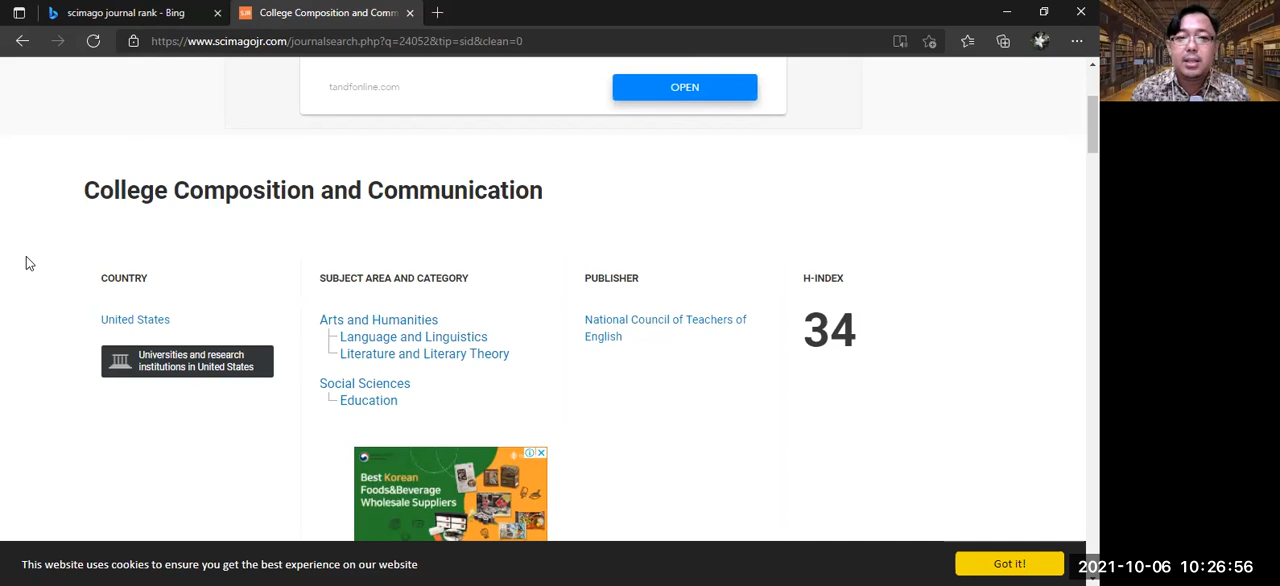 scimago journal rank - Bing
College Composition and Comm
https://www.scimagojr.com/journalsearch.php?q=24052&tip=sid&clean=0
tandfonline.com
OPEN
College Composition and Communication
COUNTRY
United States
Universities and research
institutions in United States
SUBJECT AREA AND CATEGORY
Arts and Humanities
Language and Linguistics
Literature and Literary Theory
Social Sciences
Education
PUBLISHER
National Council of Teachers of
English
H-INDEX
34
Best Korean
Foods&Beverage
Wholesale Suppliers
This website uses cookies to ensure you get the best experience on our website
Got it!
2021-10-06 10:26:56